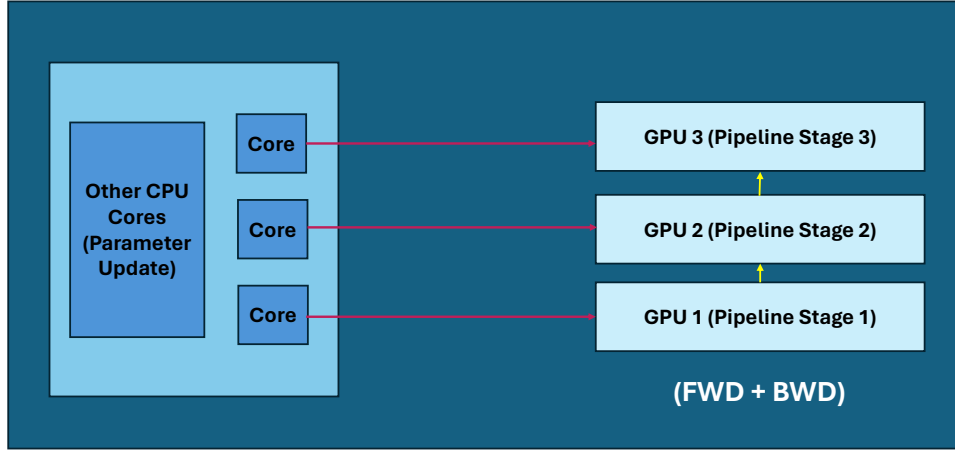 Other CPU
Cores
(Parameter
Update)
Core
Core
Core
GPU 3 (Pipeline Stage 3)
GPU 2 (Pipeline Stage 2)
GPU 1 (Pipeline Stage 1)
(FWD + BWD)